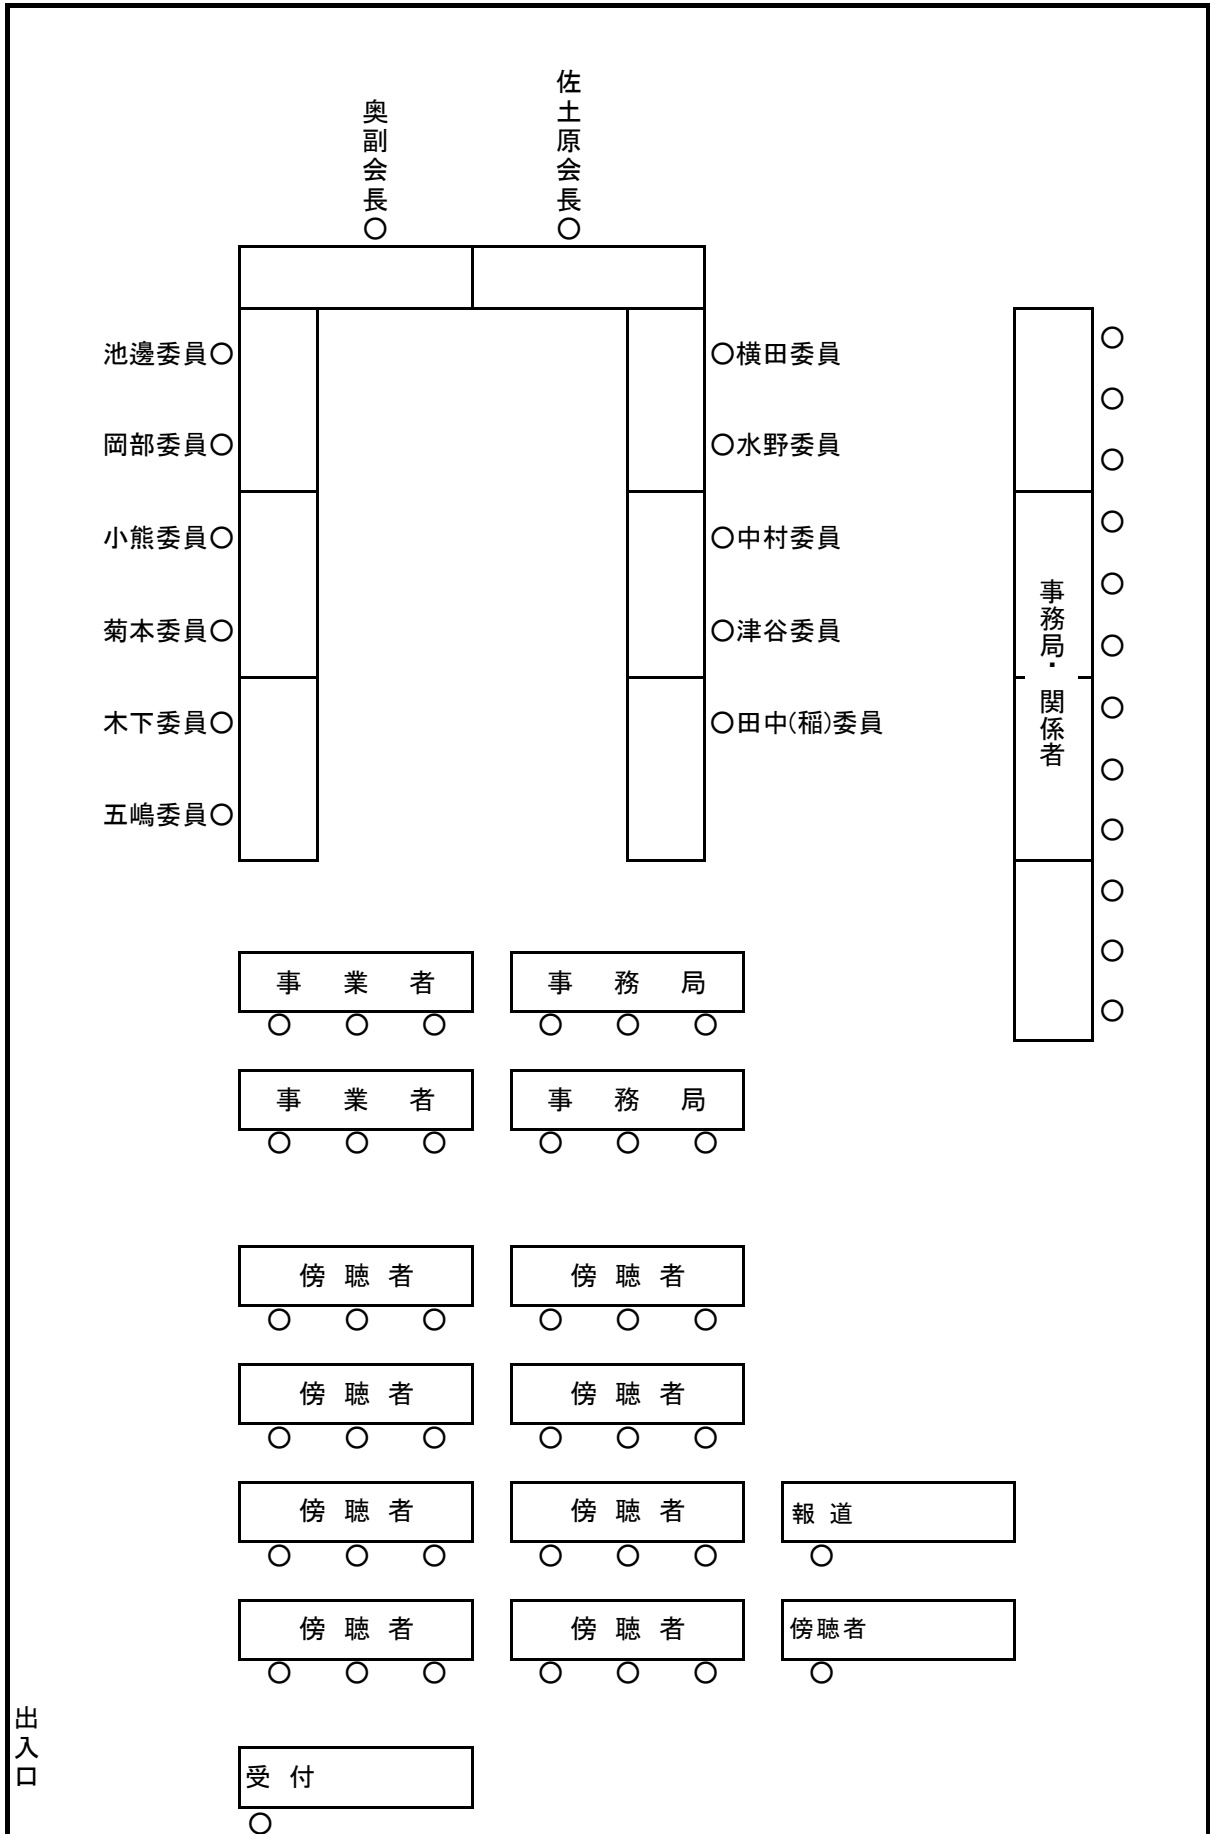 佐土原会長○
奥副会長○
池邊委員○
○横田委員
○
○
岡部委員○
○水野委員
○
小熊委員○
○中村委員
○
○
菊本委員○
○津谷委員
○
事務局・関係者
木下委員○
○田中(稲)委員
○
○
五嶋委員○
○
○
○
○
事 業 者
事 務 局
○ ○ ○
○ ○ ○
事 業 者
事 務 局
○ ○ ○
○ ○ ○
傍 聴 者
傍 聴 者
○ ○ ○
○ ○ ○
傍 聴 者
傍 聴 者
○ ○ ○
○ ○ ○
傍 聴 者
傍 聴 者
報 道
○ ○ ○
○ ○ ○
○
傍 聴 者
傍 聴 者
傍聴者
○ ○ ○
○ ○ ○
○
出入口
受 付
○